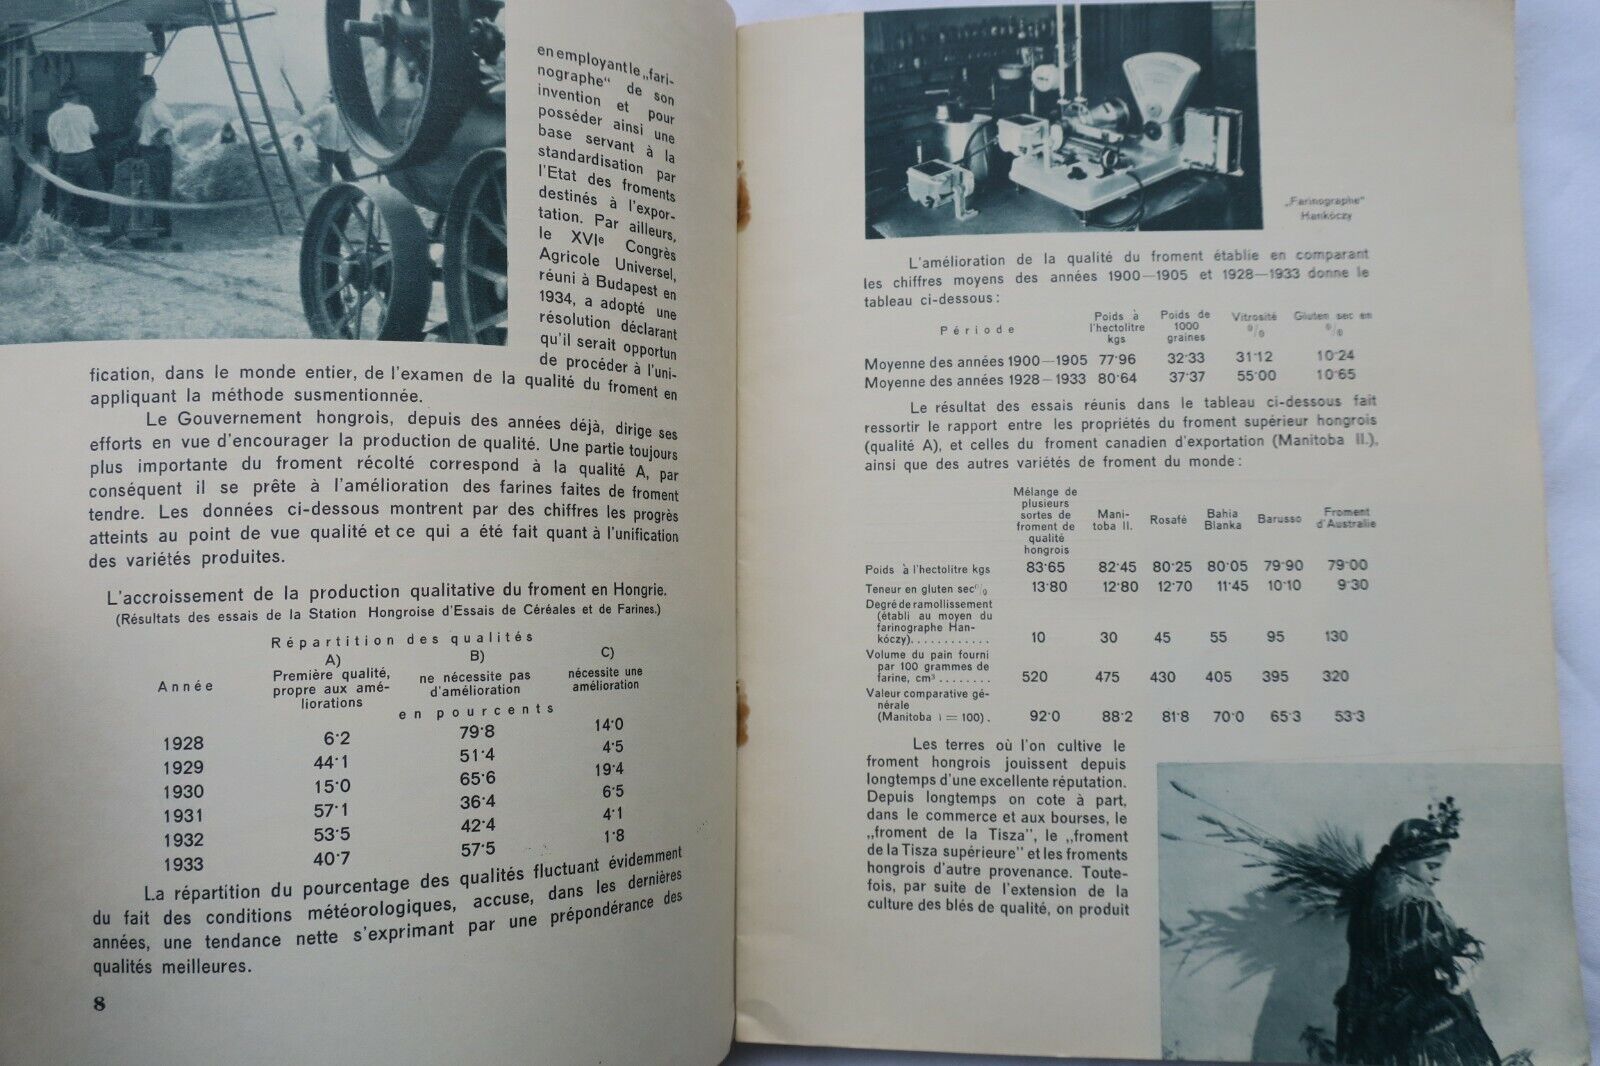 en employant le „fari-
nographe“ de son
invention et pour
posséder ainsi une
base servant à la
standardisation par
l'Etat des froments
destinés à l'expor-
tation. Par ailleurs,
le XVIe Congrès
Agricole Universel,
réuni à Budapest en
1934, a adopté une
résolution déclarant
qu'il serait opportun
de procéder à l'uni-
fication, dans le monde entier, de l'examen de la qualité du froment en
appliquant la méthode susmentionnée.
Le Gouvernement hongrois, depuis des années déjà, dirige ses
efforts en vue d'encourager la production de qualité. Une partie toujours
plus importante du froment récolté correspond à la qualité A, par
conséquent il se prête à l'amélioration des farines faites de froment
tendre. Les données ci-dessous montrent par des chiffres les progrès
atteints au point de vue qualité et ce qui a été fait quant à l'unification
des variétés produites.
L'accroissement de la production qualitative du froment en Hongrie.
(Résultats des essais de la Station Hongroise d'Essais de Céréales et de Farines.)
Répartition des qualités
A) B) C)
Année Première qualité, ne nécessite pas nécessite une
propre aux amé- d'amélioration amélioration
liorations
en pourcents
1928 6·2 79·8 14·0
1929 44·1 51·4 4·5
1930 15·0 65·6 19·4
1931 57·1 36·4 6·5
1932 53·5 42·4 4·1
1933 40·7 57·5 1·8
La répartition du pourcentage des qualités fluctuant évidemment
du fait des conditions météorologiques, accuse, dans les dernières
années, une tendance nette s'exprimant par une prépondérance des
qualités meilleures.
8
„Farinographe“
Hankóczy
L'amélioration de la qualité du froment établie en comparant
les chiffres moyens des années 1900—1905 et 1928—1933 donne le
tableau ci-dessous:
Période Poids à l'hectolitre kgs Poids de 1000 graines Vitrosité % Gluten sec en %
Moyenne des années 1900—1905 77·96 32·33 31·12 10·24
Moyenne des années 1928—1933 80·64 37·37 55·00 10·65
Le résultat des essais réunis dans le tableau ci-dessous fait
ressortir le rapport entre les propriétés du froment supérieur hongrois
(qualité A), et celles du froment canadien d'exportation (Manitoba II.),
ainsi que des autres variétés de froment du monde:
Mélange de plusieurs sortes de froment de qualité hongrois Mani-toba II. Rosafé Bahia Blanka Barusso Froment d'Australie
Poids à l'hectolitre kgs 83·65 82·45 80·25 80·05 79·90 79·00
Teneur en gluten sec % 13·80 12·80 12·70 11·45 10·10 9·30
Degré de ramollissement
(établi au moyen du
farinographe Han-
kóczy)............ 10 30 45 55 95 130
Volume du pain fourni
par 100 grammes de
farine, cm³ ........ 520 475 430 405 395 320
Valeur comparative gé-
nérale
(Manitoba I = 100) . 92·0 88·2 81·8 70·0 65·3 53·3
Les terres où l'on cultive le
froment hongrois jouissent depuis
longtemps d'une excellente réputation.
Depuis longtemps on cote à part,
dans le commerce et aux bourses, le
„froment de la Tisza“, le „froment
de la Tisza supérieure“ et les froments
hongrois d'autre provenance. Toute-
fois, par suite de l'extension de la
culture des blés de qualité, on produit